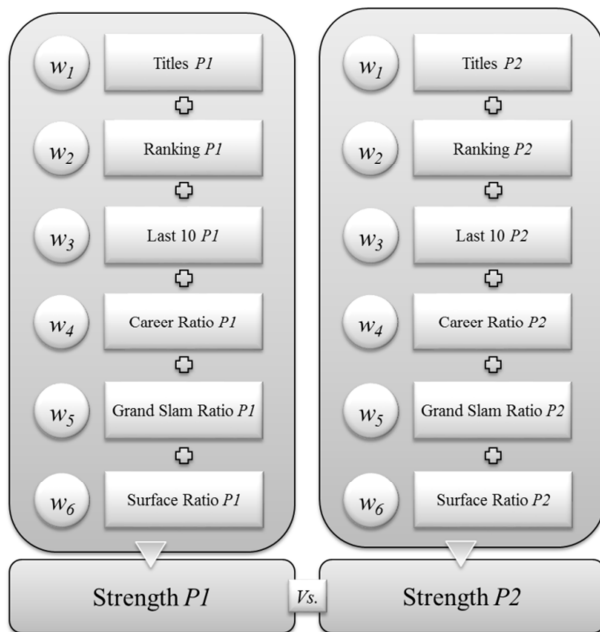 w1 Titles P1
w2 Ranking P1
w3 Last 10 P1
w4 Career Ratio P1
w5 Grand Slam Ratio P1
w6 Surface Ratio P1
Strength P1
Vs.
w1 Titles P2
w2 Ranking P2
w3 Last 10 P2
w4 Career Ratio P2
w5 Grand Slam Ratio P2
w6 Surface Ratio P2
Strength P2